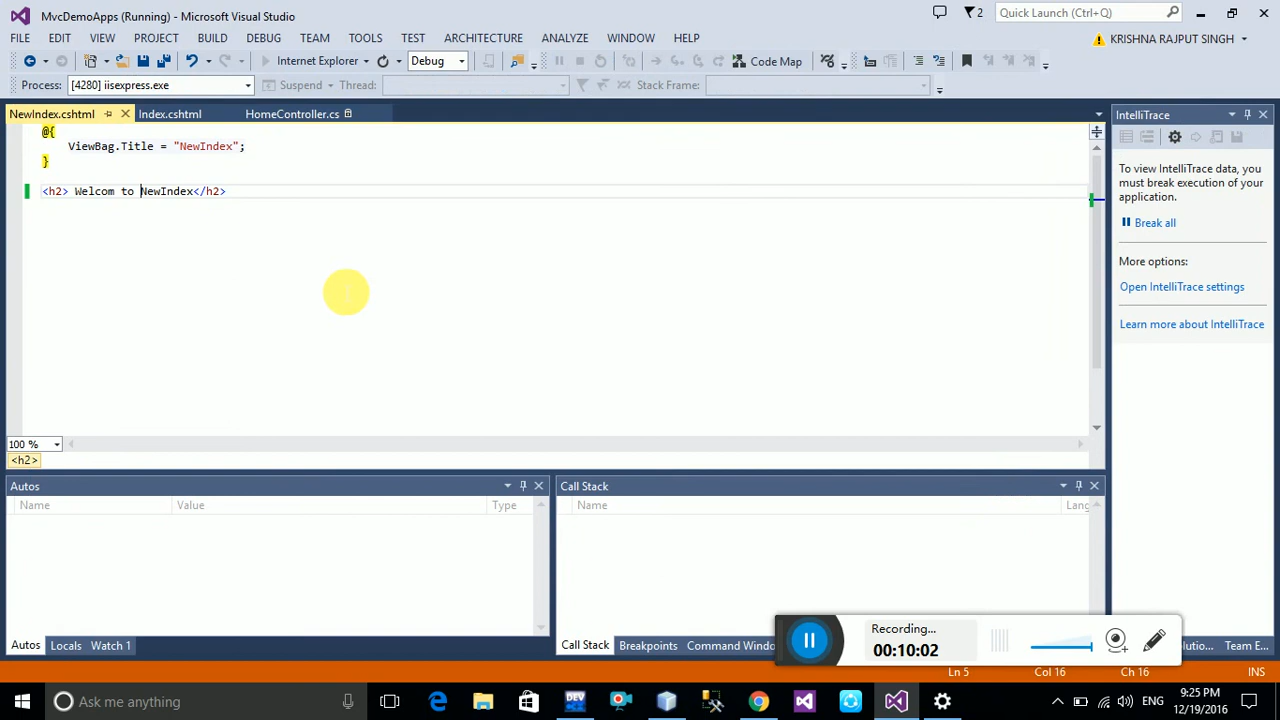 MvcDemoApps (Running) - Microsoft Visual Studio
2
Quick Launch (Ctrl+Q)
FILE EDIT VIEW PROJECT BUILD DEBUG TEAM TOOLS TEST ARCHITECTURE ANALYZE WINDOW HELP
KRISHNA RAJPUT SINGH
Internet Explorer Debug Code Map
Process: [4280] iisexpress.exe Suspend Thread: Stack Frame:
NewIndex.cshtml Index.cshtml HomeController.cs
@{
ViewBag.Title = "NewIndex";
}
<h2> Welcom to NewIndex</h2>
100 %
<h2>
IntelliTrace
To view IntelliTrace data, you
must break execution of your
application.
Break all
More options:
Open IntelliTrace settings
Learn more about IntelliTrace
Autos
Name Value Type
Autos Locals Watch 1
Call Stack
Name Lang
Call Stack Breakpoints Command Windo
Recording...
00:10:02
Team E...
Ln 5 Col 16 Ch 16 INS
Ask me anything
DEV
ENG
9:25 PM
12/19/2016